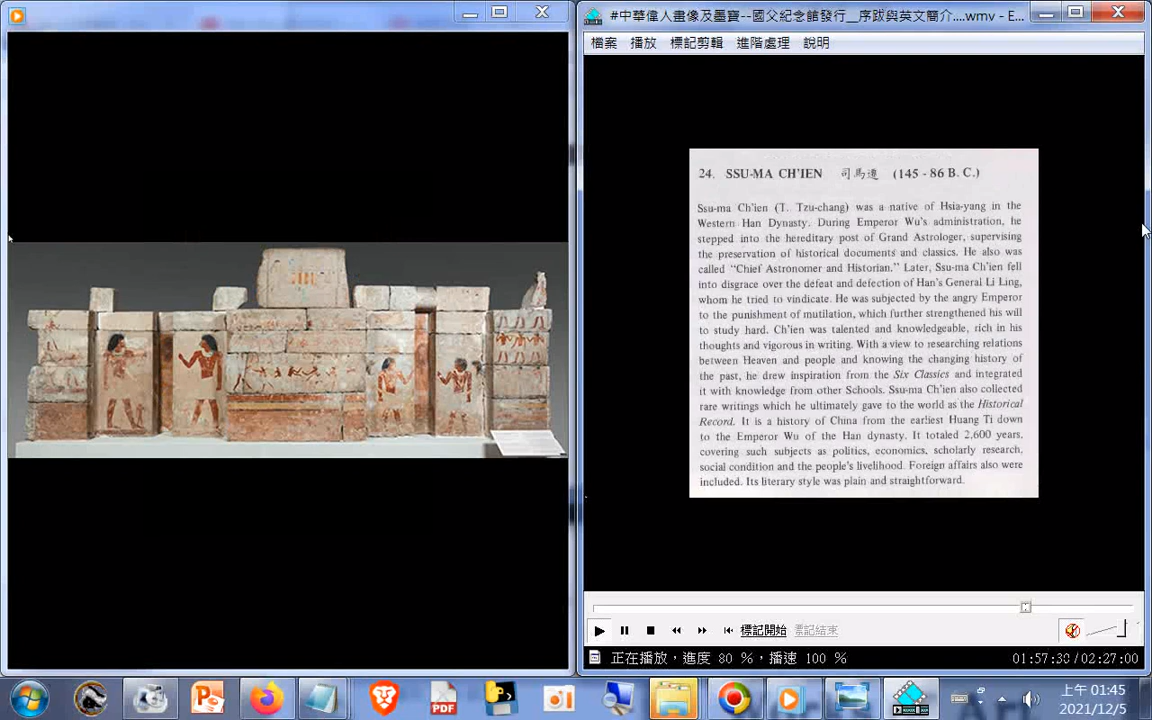 #中華偉人畫像及墨寶--國父紀念館發行__序跋與英文簡介....wmv - E...
檔案 播放 標記剪輯 進階處理 說明
24. SSU-MA CH'IEN 司馬遷 (145 - 86 B. C.)
Ssu-ma Ch'ien (T. Tzu-chang) was a native of Hsia-yang in the
Western Han Dynasty. During Emperor Wu's administration, he
stepped into the hereditary post of Grand Astrologer, supervising
the preservation of historical documents and classics. He also was
called "Chief Astronomer and Historian." Later, Ssu-ma Ch'ien fell
into disgrace over the defeat and defection of Han's General Li Ling,
whom he tried to vindicate. He was subjected by the angry Emperor
to the punishment of mutilation, which further strengthened his will
to study hard. Ch'ien was talented and knowledgeable, rich in his
thoughts and vigorous in writing. With a view to researching relations
between Heaven and people and knowing the changing history of
the past, he drew inspiration from the Six Classics and integrated
it with knowledge from other Schools. Ssu-ma Ch'ien also collected
rare writings which he ultimately gave to the world as the Historical
Record. It is a history of China from the earliest Huang Ti down
to the Emperor Wu of the Han dynasty. It totaled 2,600 years,
covering such subjects as politics, economics, scholarly research,
social condition and the people's livelihood. Foreign affairs also were
included. Its literary style was plain and straightforward.
標記開始 標記結束
正在播放，進度 80 %，播速 100 %
01:57:30 / 02:27:00
PDF
上午 01:45
2021/12/5